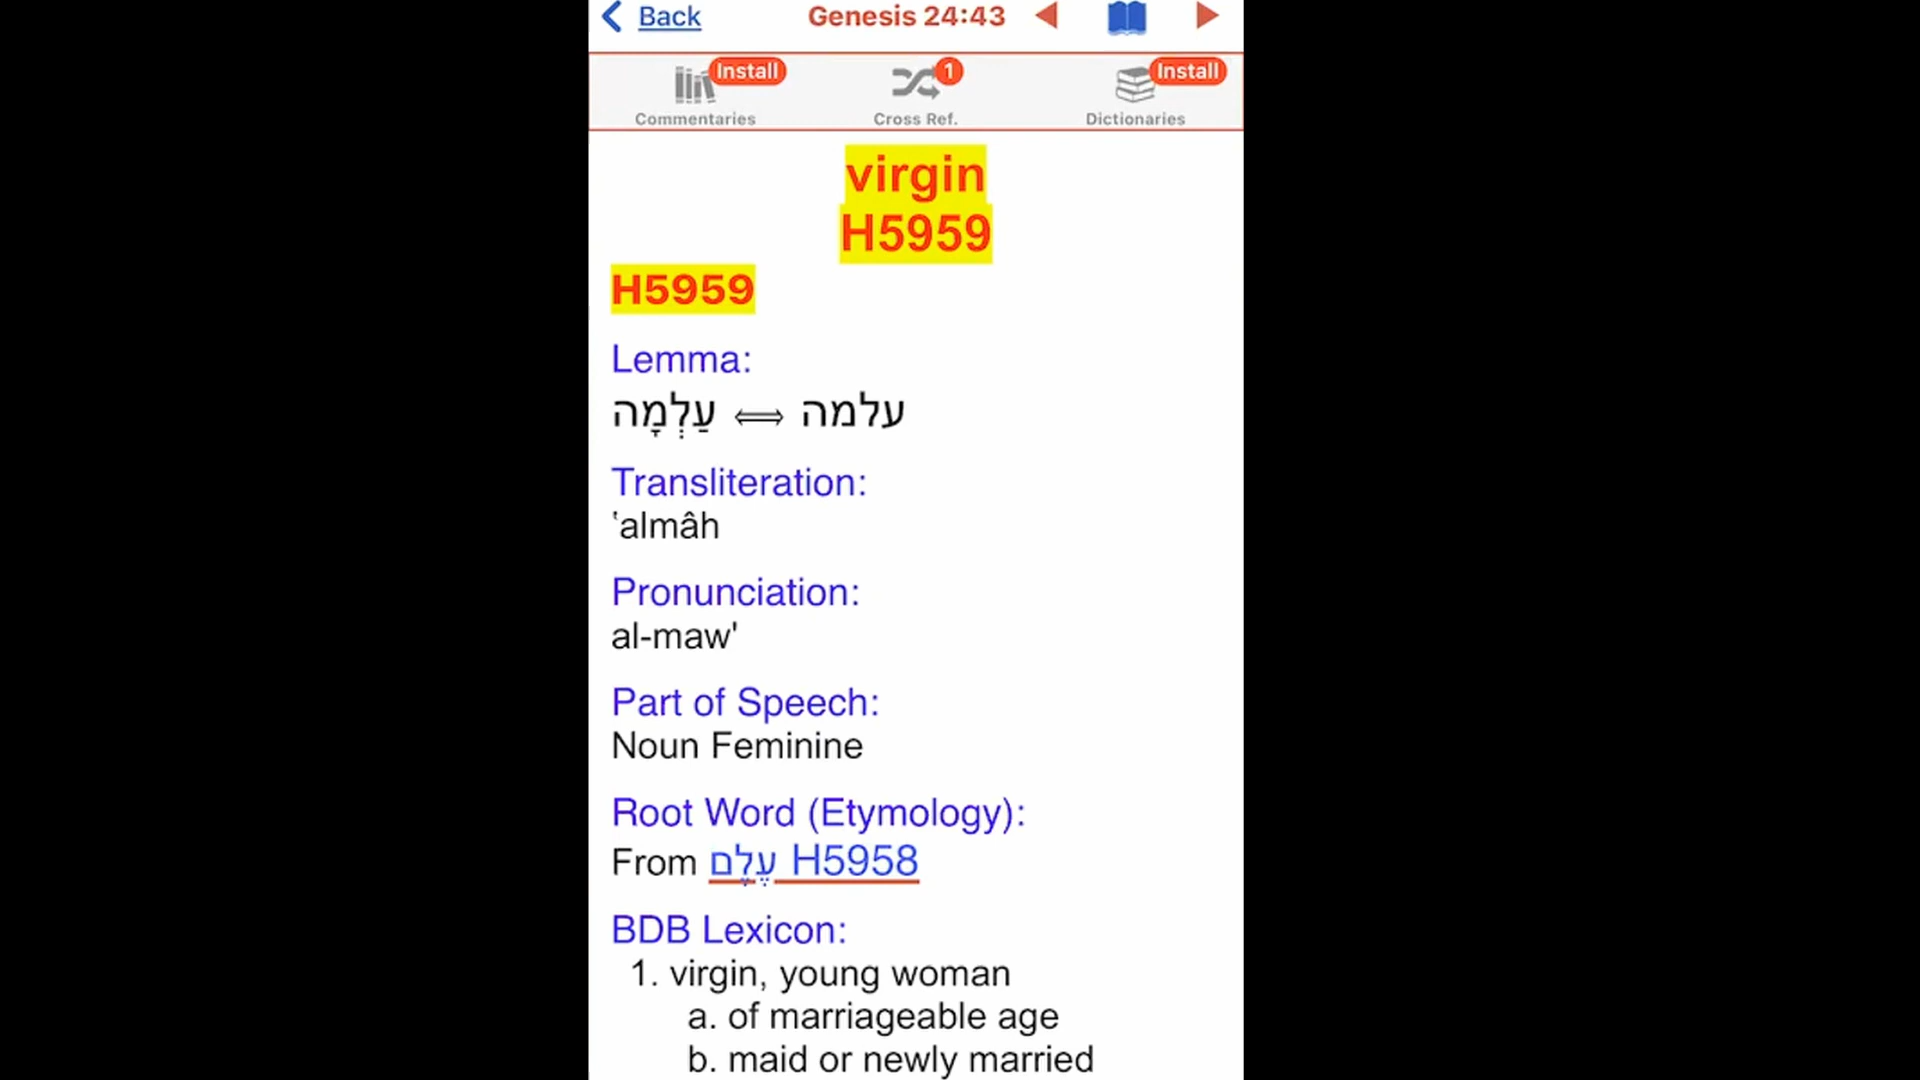 Back
Genesis 24:43
Install
1
Install
Commentaries
Cross Ref.
Dictionaries
virgin
H5959
H5959
Lemma:
עַלְמָה ⟺ עלמה
Transliteration:
ʽalmâh
Pronunciation:
al-maw'
Part of Speech:
Noun Feminine
Root Word (Etymology):
From עֶלֶם H5958
BDB Lexicon:
1. virgin, young woman
a. of marriageable age
b. maid or newly married